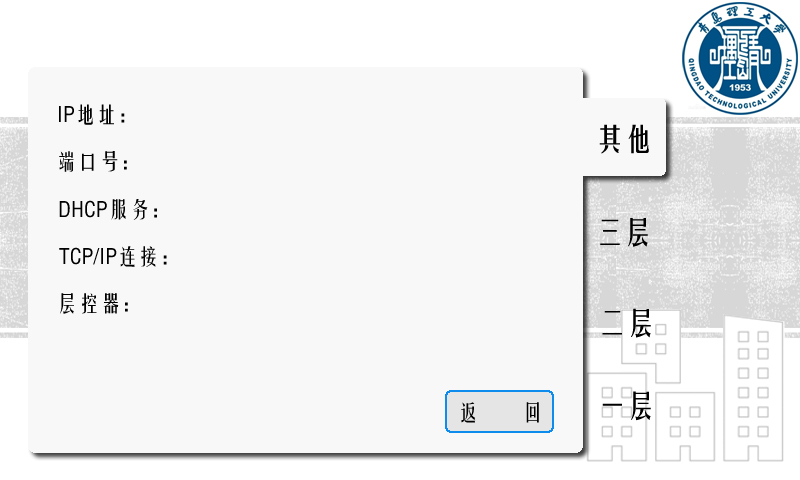 青岛理工大学
QINGDAO TECHNOLOGICAL UNIVERSITY
1953
IP地址：
端口号：
DHCP服务：
TCP/IP连接：
层控器：
返 回
其他
三层
二层
一层